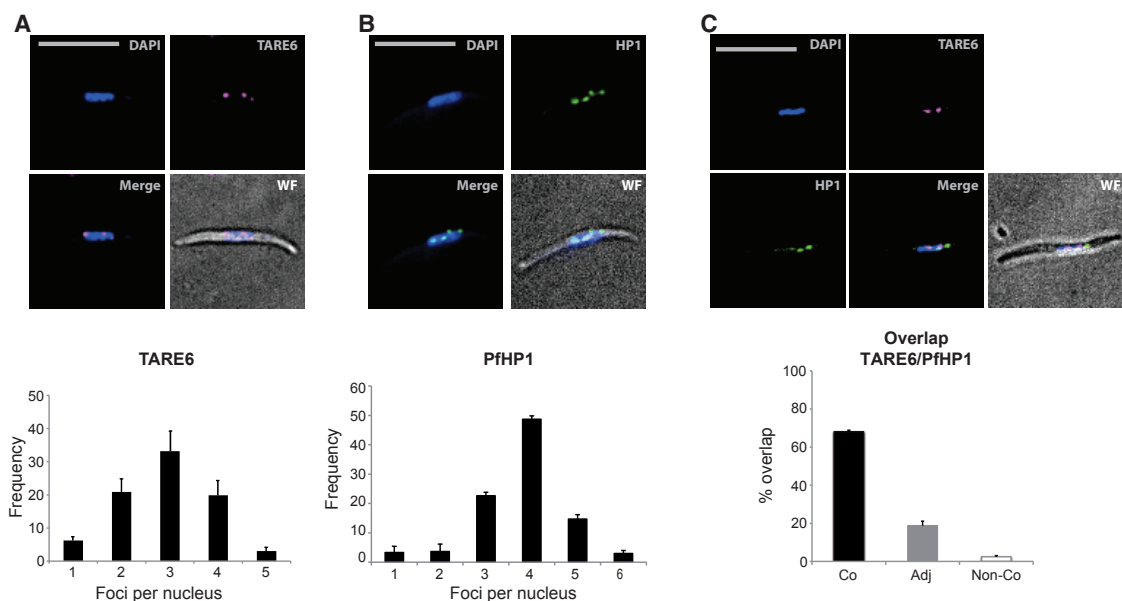 A
DAPI
TARE6
Merge
WF
TARE6
50
40
30
20
10
0
Frequency
1 2 3 4 5
Foci per nucleus
B
DAPI
HP1
Merge
WF
PfHP1
60
50
40
30
20
10
0
Frequency
1 2 3 4 5 6
Foci per nucleus
C
DAPI
TARE6
HP1
Merge
WF
Overlap
TARE6/PfHP1
100
80
60
40
20
0
% overlap
Co Adj Non-Co